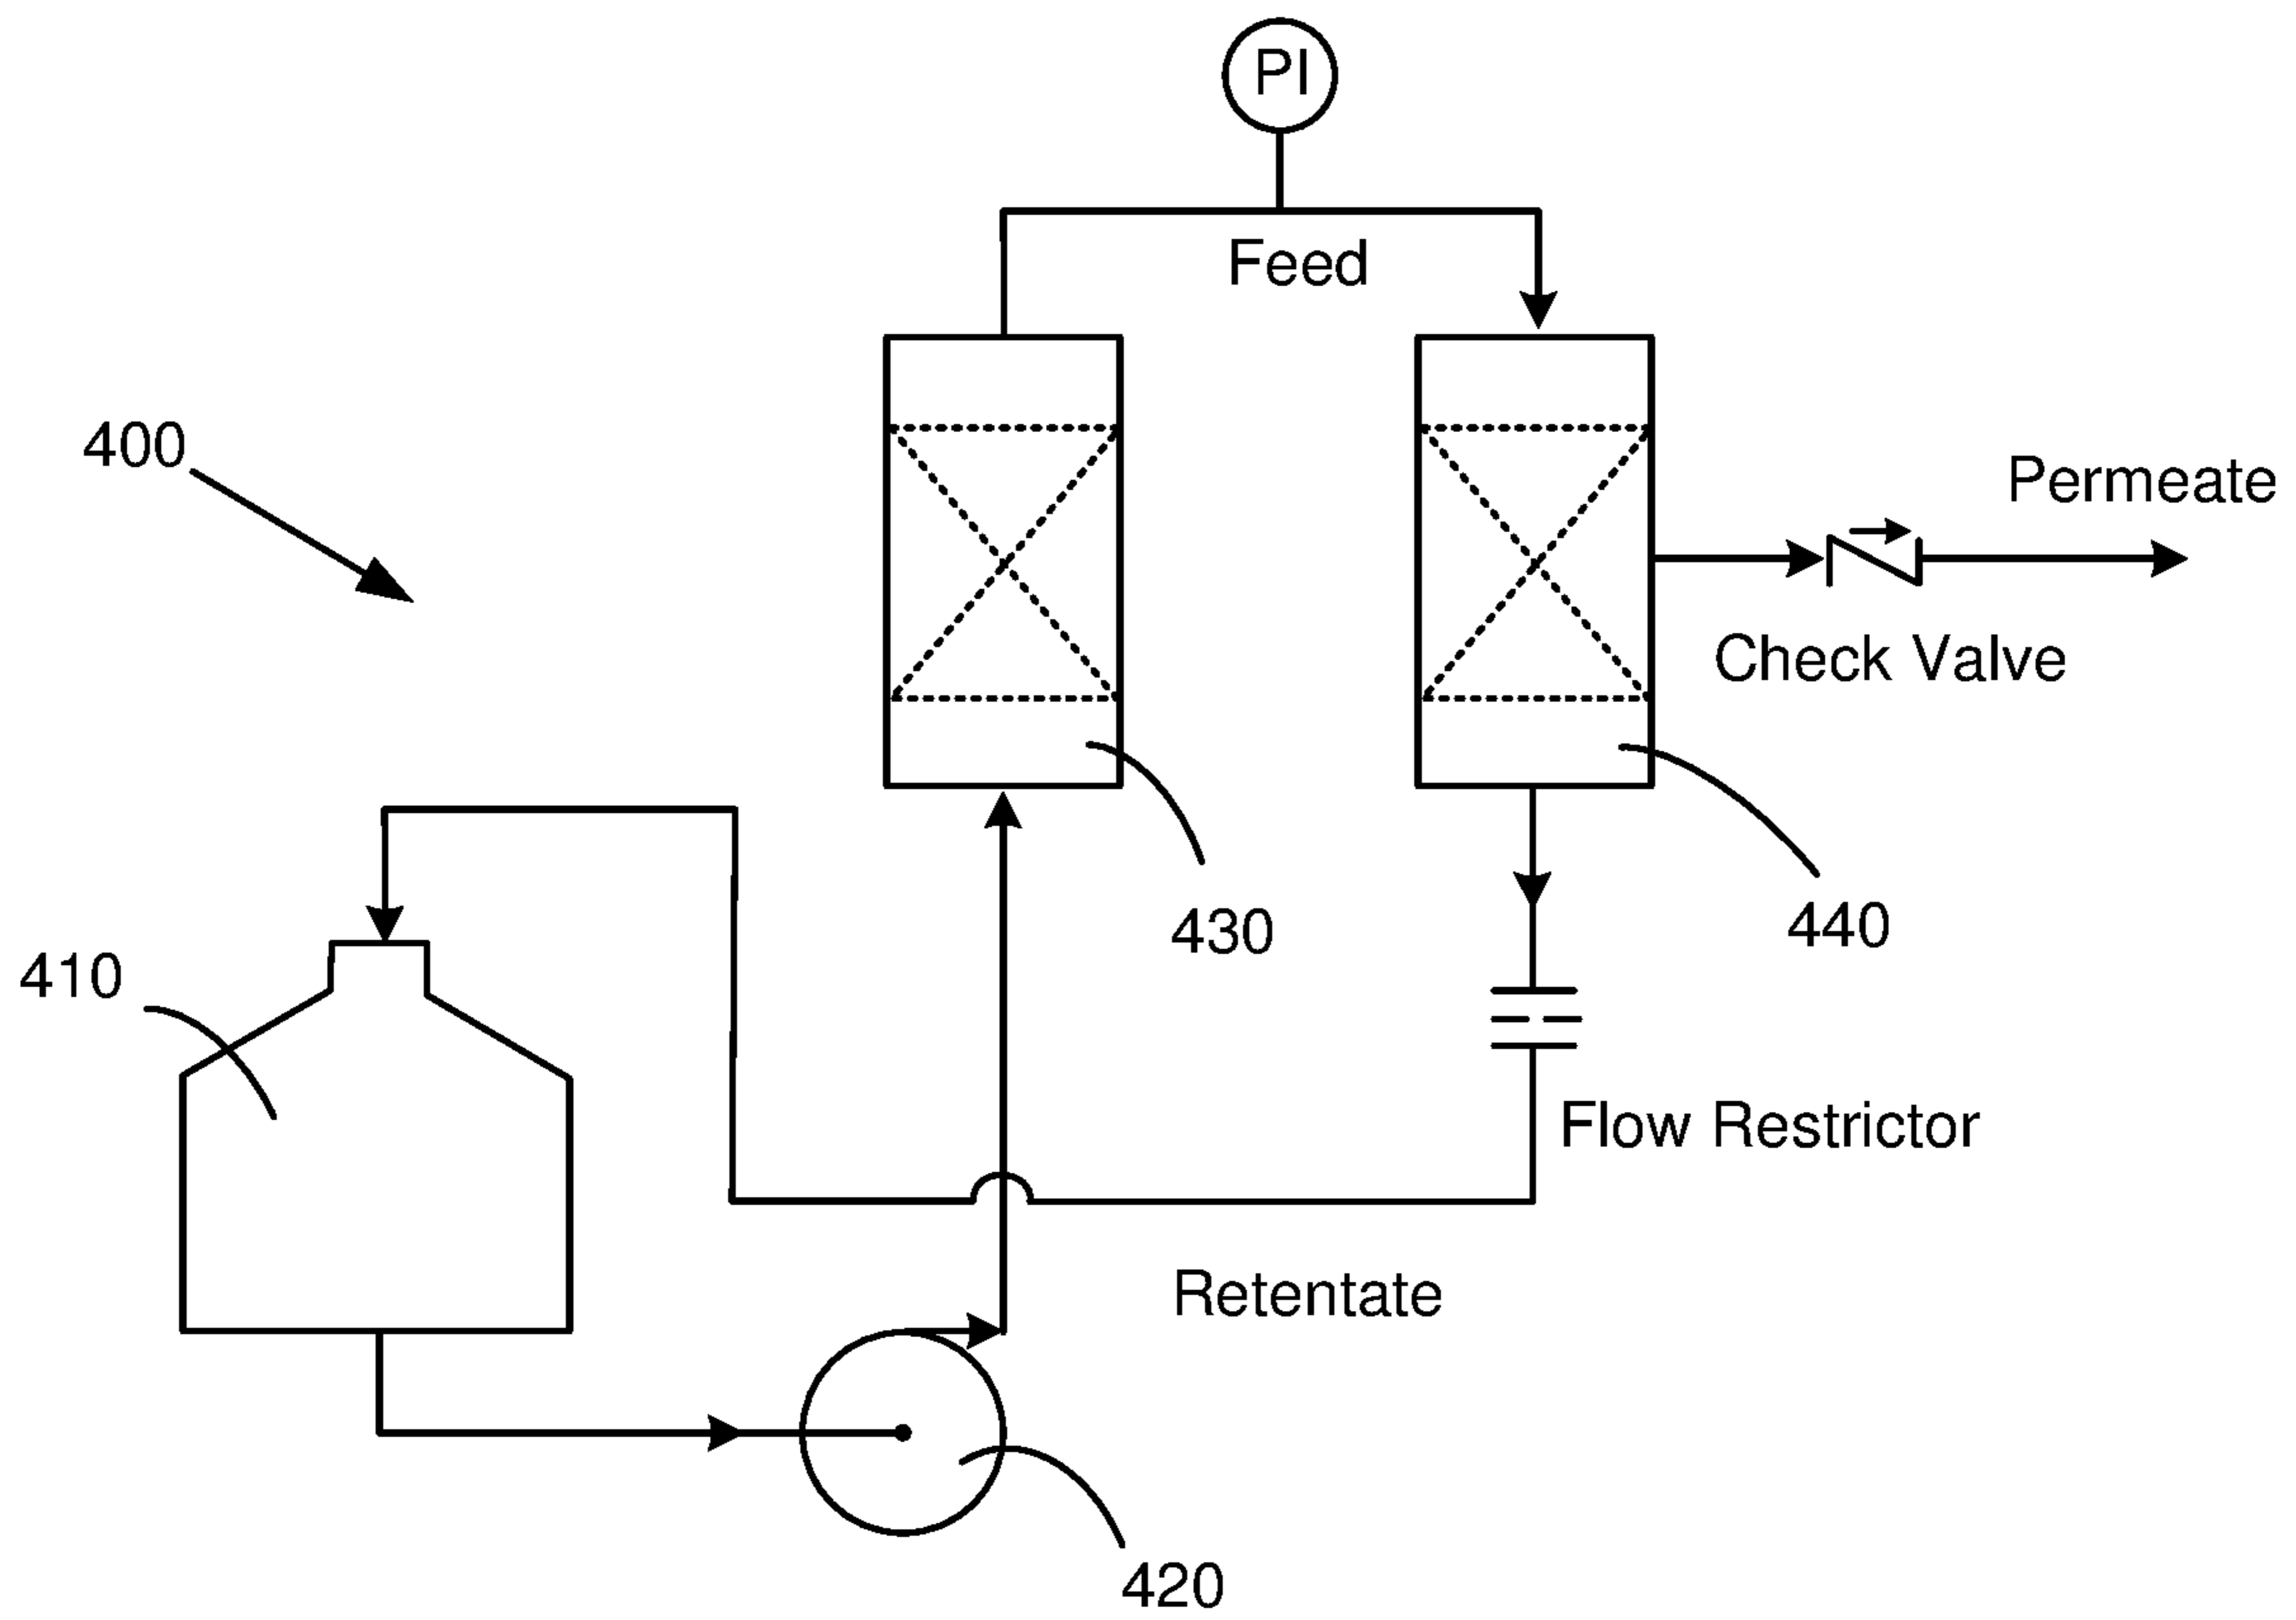 PI
Feed
400
Permeate
Check Valve
430
440
410
Flow Restrictor
Retentate
420